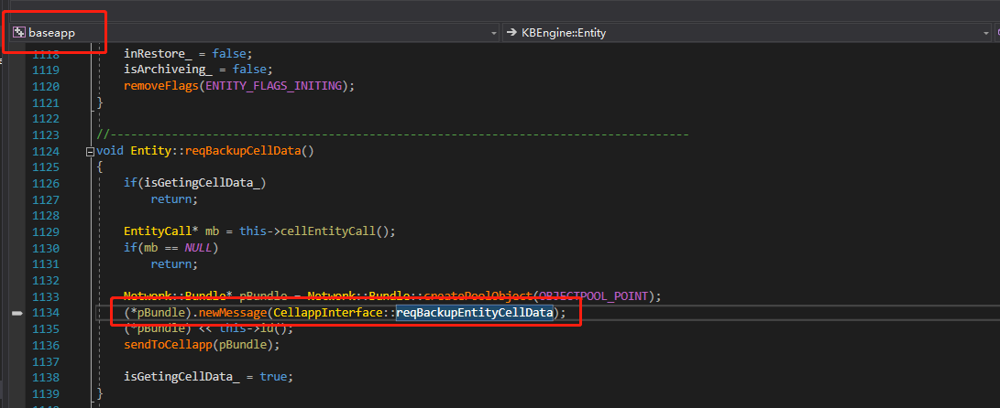 baseapp
KBEngine::Entity
1118 inRestore_ = false;
1119 isArchiveing_ = false;
1120 removeFlags(ENTITY_FLAGS_INITING);
1121 }
1122
1123 //-------------------------------------------------------------------------------------
1124 void Entity::reqBackupCellData()
1125 {
1126 if(isGetingCellData_)
1127 return;
1128
1129 EntityCall* mb = this->cellEntityCall();
1130 if(mb == NULL)
1131 return;
1132
1133 Network::Bundle* pBundle = Network::Bundle::createPoolObject(OBJECTPOOL_POINT);
1134 (*pBundle).newMessage(CellappInterface::reqBackupEntityCellData);
1135 (*pBundle) << this->id();
1136 sendToCellapp(pBundle);
1137
1138 isGetingCellData_ = true;
1139 }